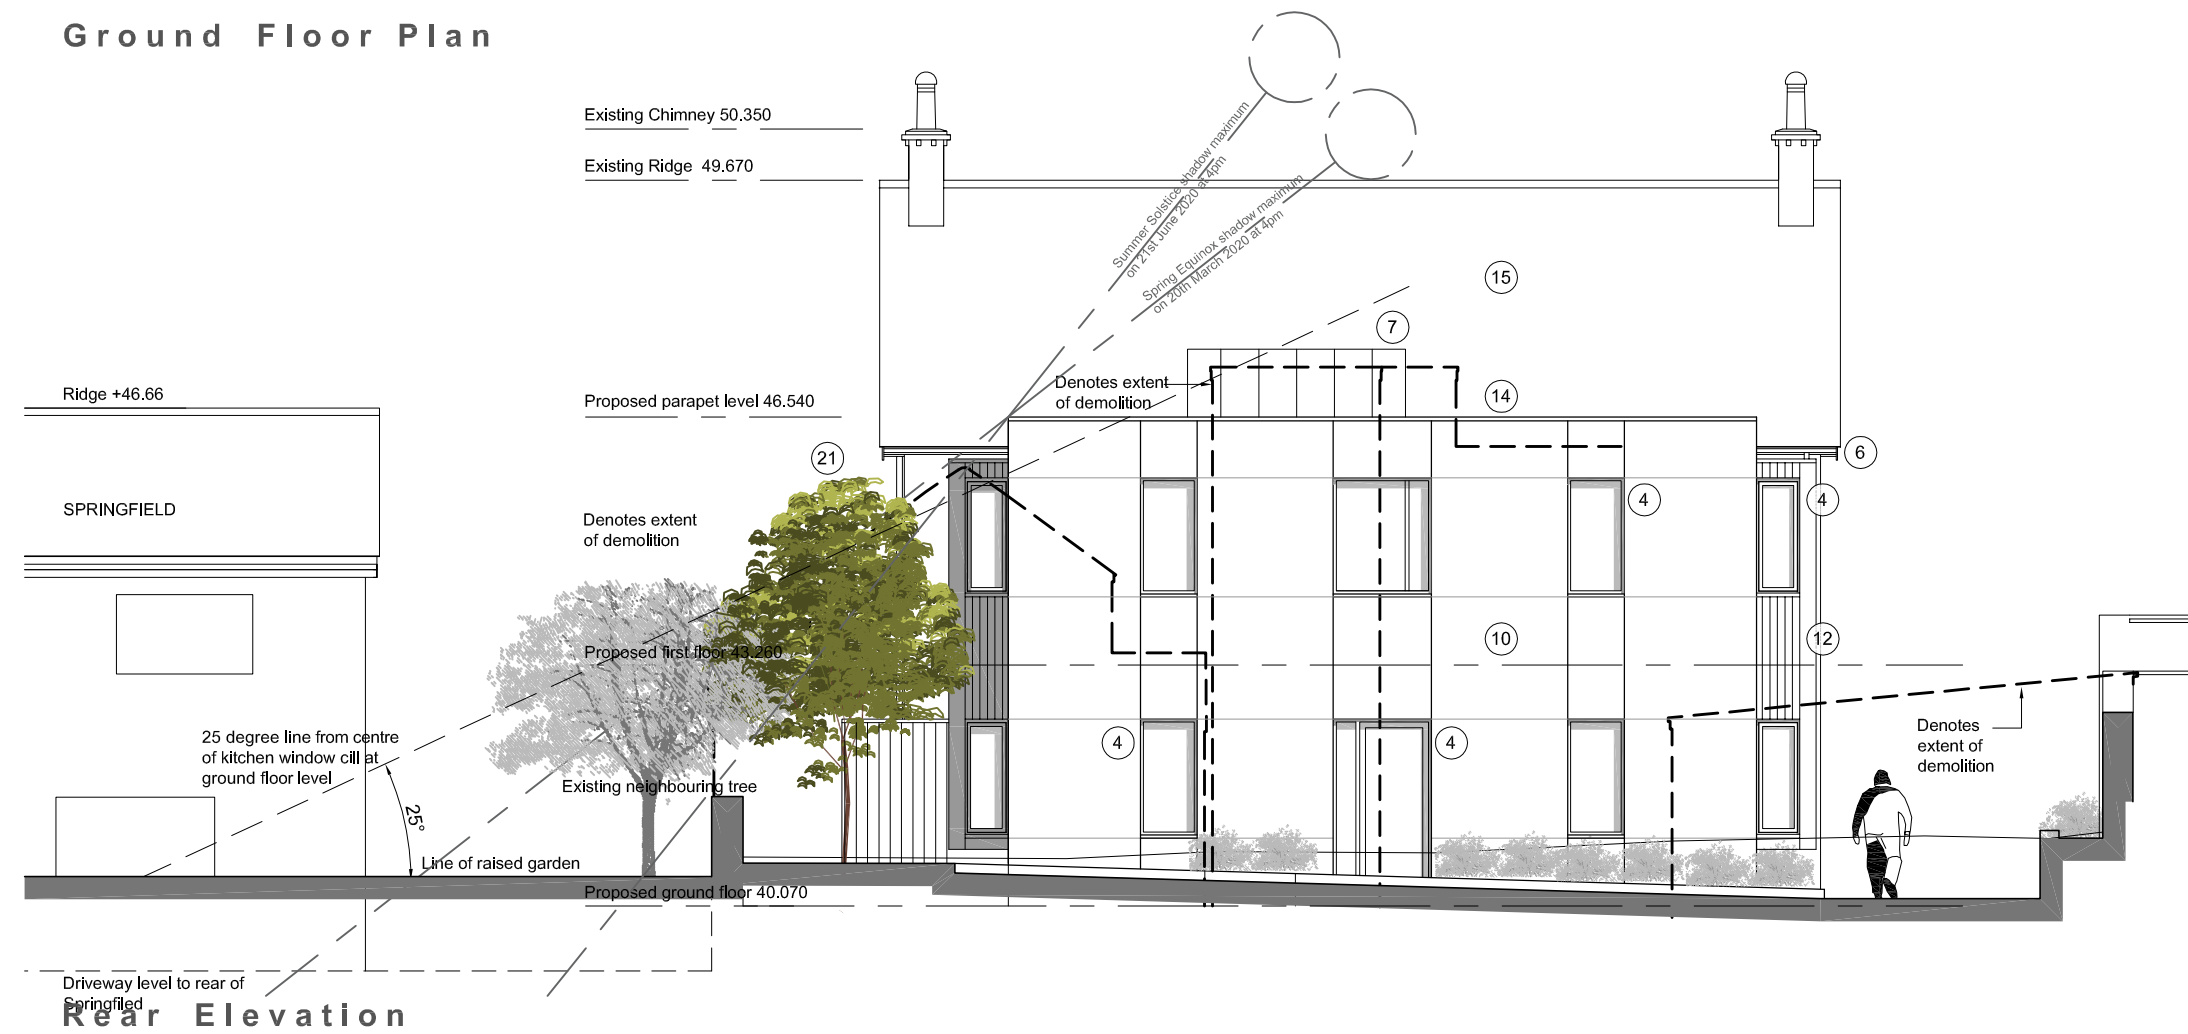 Ground Floor Plan
Existing Chimney 50.350
Existing Ridge 49.670
Summer Solstice shadow maximum
on 21st June 2020 at 4pm
Spring Equinox shadow maximum
on 20th March 2020 at 4pm
15
7
Ridge +46.66
Proposed parapet level 46.540
Denotes extent
of demolition
14
21
6
SPRINGFIELD
Denotes extent
of demolition
4
4
Proposed first floor 43.260
10
12
25 degree line from centre
of kitchen window cill at
ground floor level
25°
4
4
Denotes
extent of
demolition
Existing neighbouring tree
Line of raised garden
Proposed ground floor 40.070
Driveway level to rear of
Springfiled
Rear Elevation